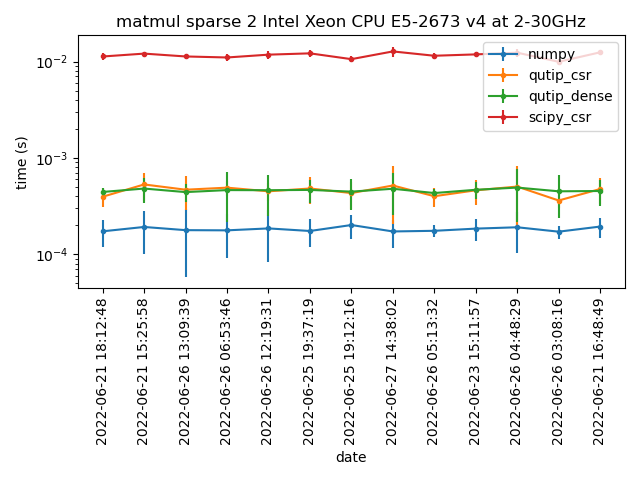 matmul sparse 2 Intel Xeon CPU E5-2673 v4 at 2-30GHz
numpy
qutip_csr
qutip_dense
scipy_csr
time (s)
10⁻²
10⁻³
10⁻⁴
2022-06-21 18:12:48
2022-06-21 15:25:58
2022-06-26 13:09:39
2022-06-26 06:53:46
2022-06-26 12:19:31
2022-06-25 19:37:19
2022-06-25 19:12:16
2022-06-27 14:38:02
2022-06-26 05:13:32
2022-06-23 15:11:57
2022-06-26 04:48:29
2022-06-26 03:08:16
2022-06-21 16:48:49
date